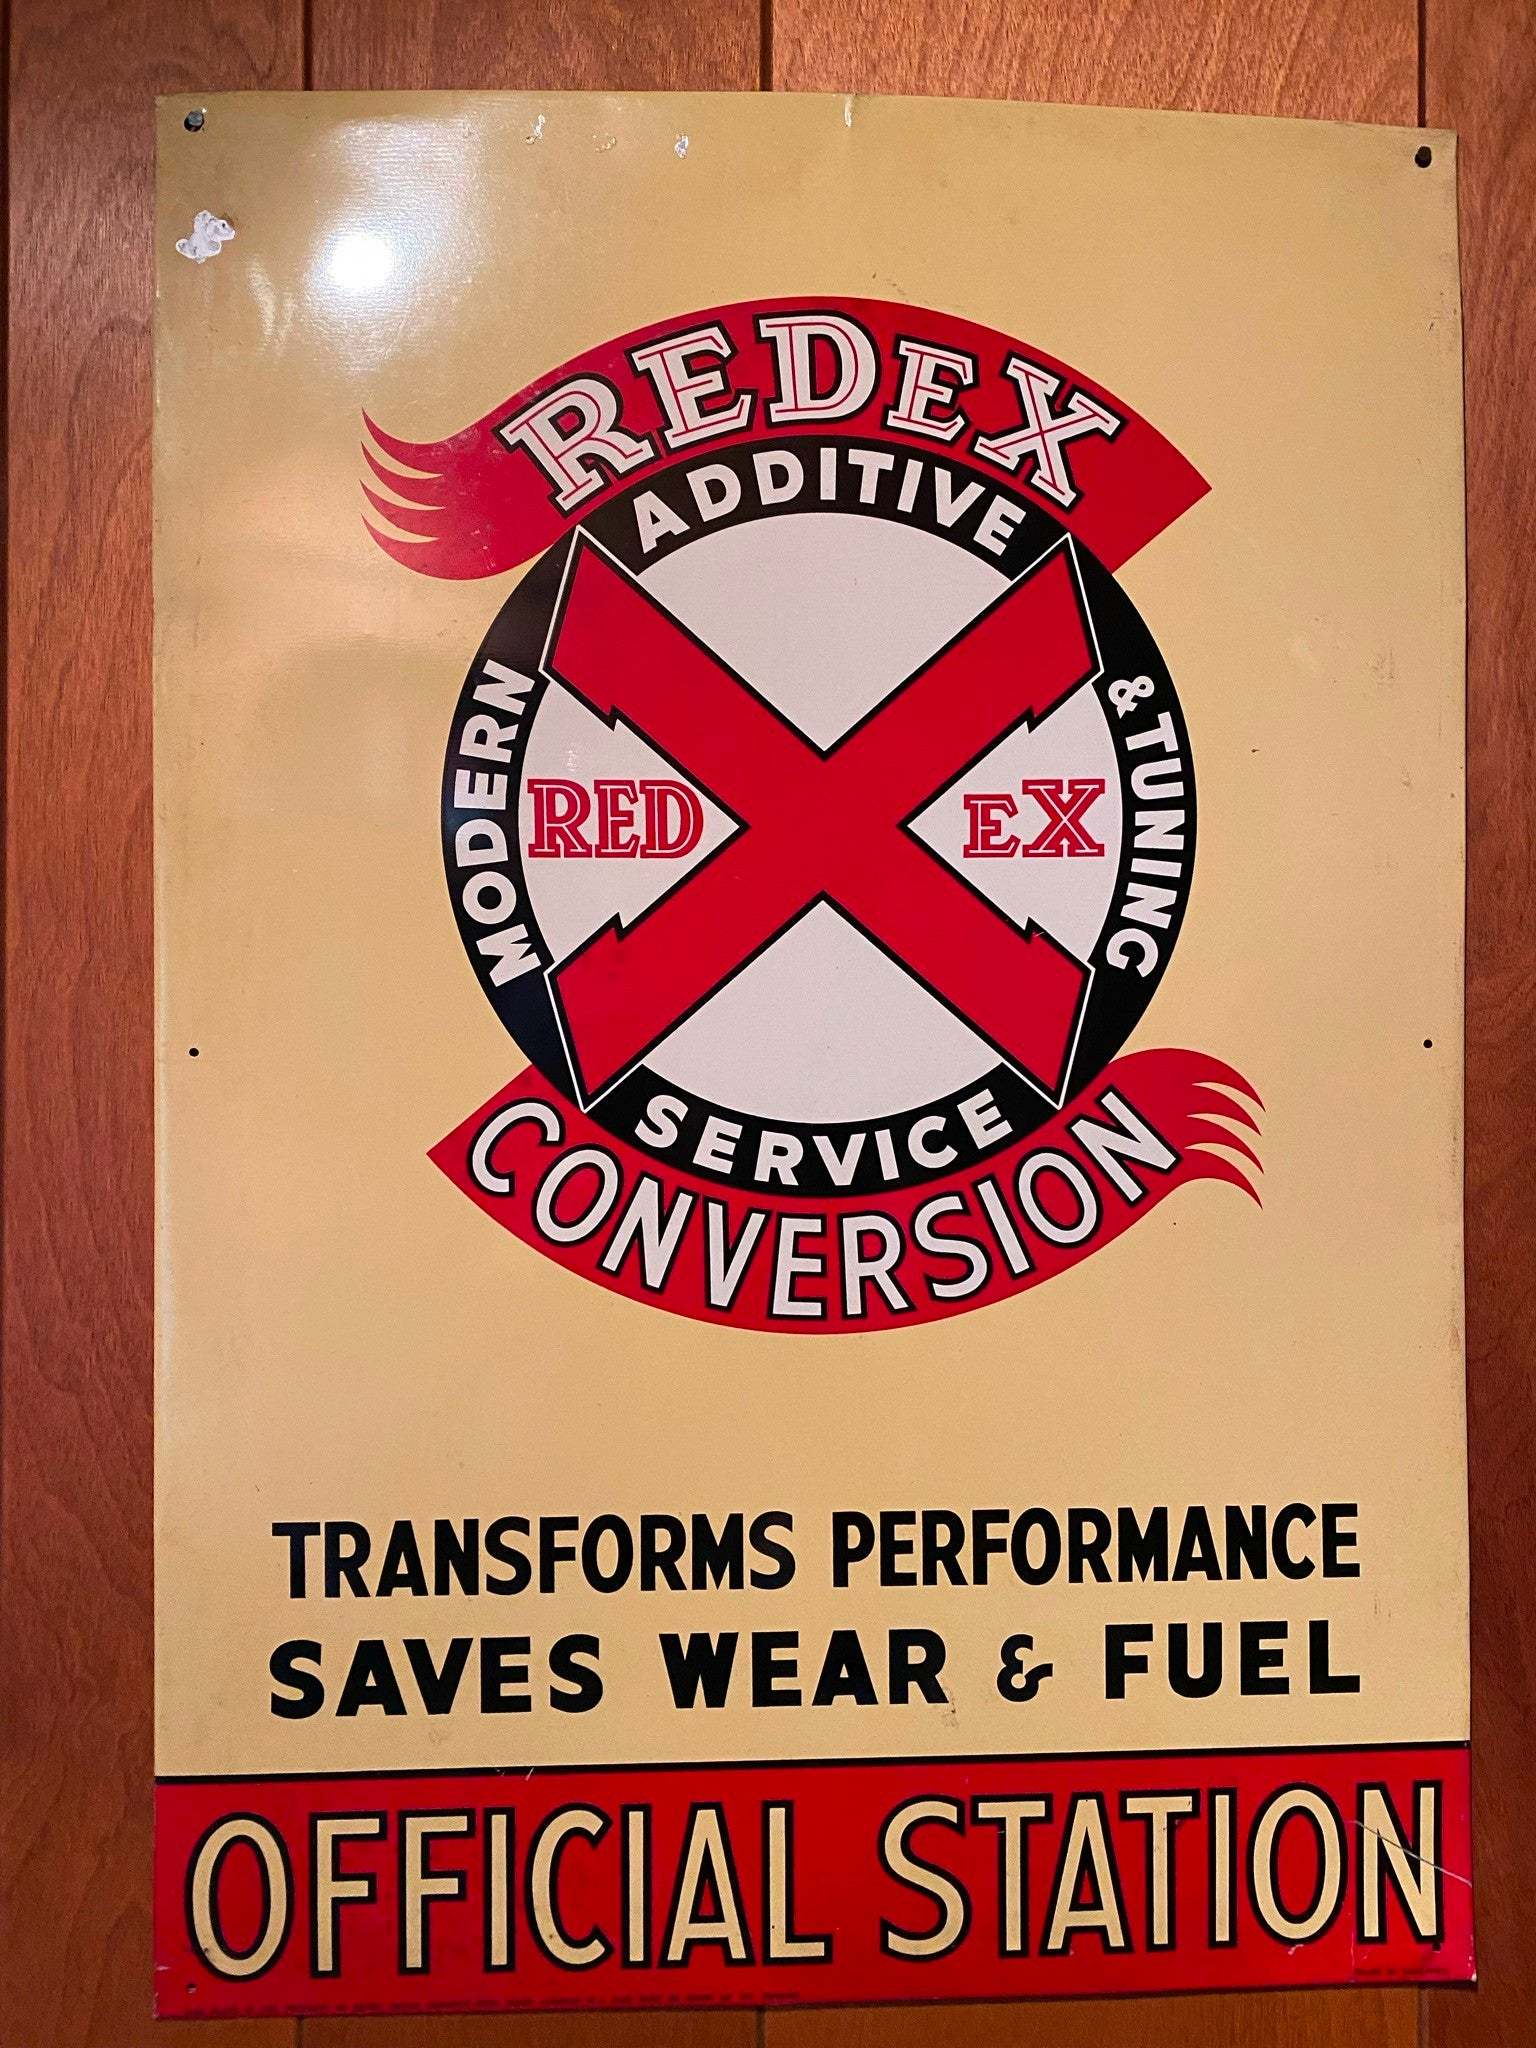 REDEX
ADDITIVE
MODERN
& TUNING
RED EX
SERVICE
CONVERSION
TRANSFORMS PERFORMANCE
SAVES WEAR & FUEL
OFFICIAL STATION